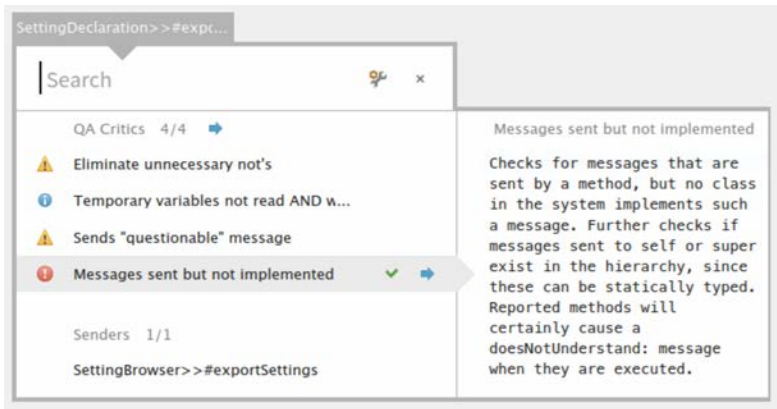 SettingDeclaration>>#expc...
Search
QA Critics 4/4
Eliminate unnecessary not's
Temporary variables not read AND w...
Sends "questionable" message
Messages sent but not implemented
Senders 1/1
SettingBrowser>>#exportSettings
Messages sent but not implemented
Checks for messages that are
sent by a method, but no class
in the system implements such
a message. Further checks if
messages sent to self or super
exist in the hierarchy, since
these can be statically typed.
Reported methods will
certainly cause a
doesNotUnderstand: message
when they are executed.